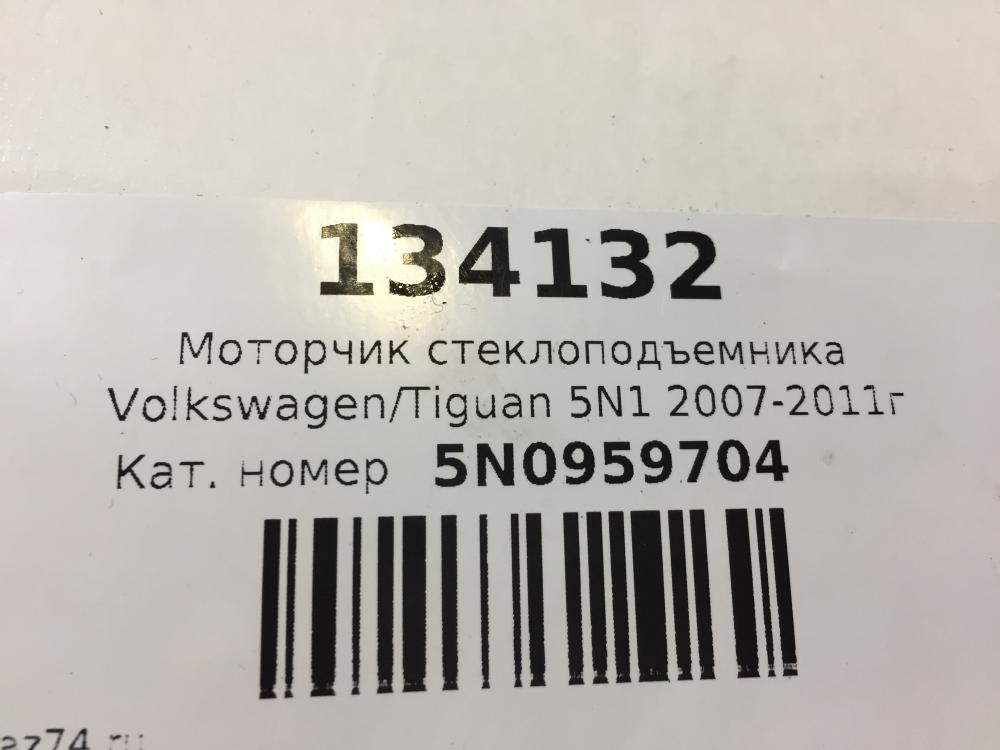 134132
Моторчик стеклоподъемника
Volkswagen/Tiguan 5N1 2007-2011г
Кат. номер 5N0959704